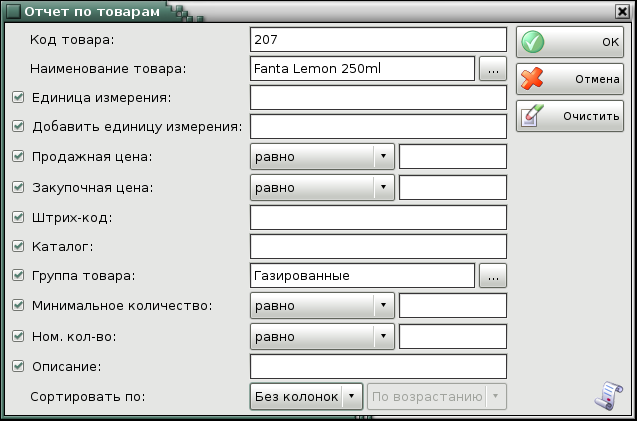 Отчет по товарам
Код товара: 207 OK
Наименование товара: Fanta Lemon 250ml ... Отмена
Единица измерения:
Добавить единицу измерения: Очистить
Продажная цена: равно
Закупочная цена: равно
Штрих-код:
Каталог:
Группа товара: Газированные ...
Минимальное количество: равно
Ном. кол-во: равно
Описание:
Сортировать по: Без колонок По возрастанию